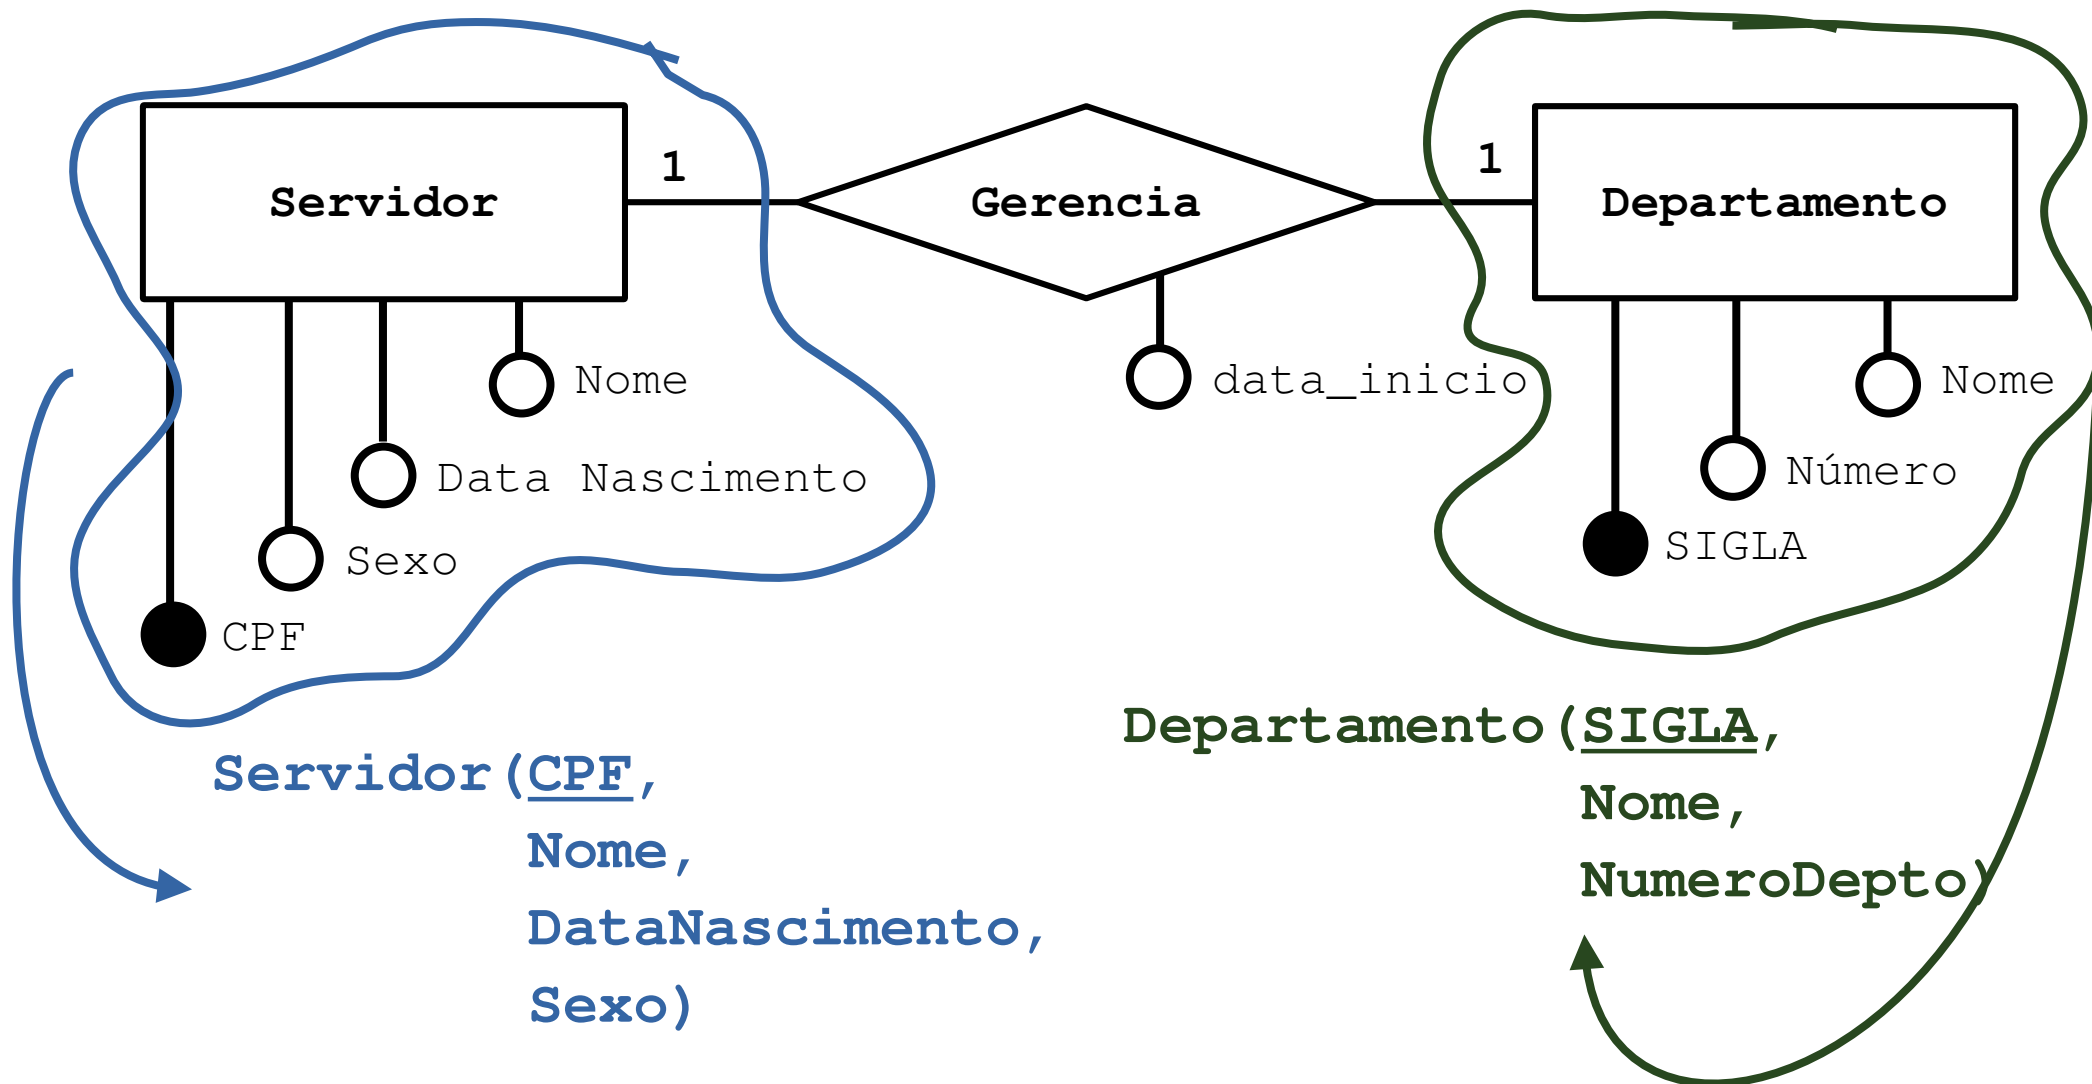 Servidor
1
Gerencia
1
Departamento
Nome
data_inicio
Nome
Data Nascimento
Número
Sexo
SIGLA
CPF
Servidor(CPF,
Nome,
DataNascimento,
Sexo)
Departamento(SIGLA,
Nome,
NumeroDepto)